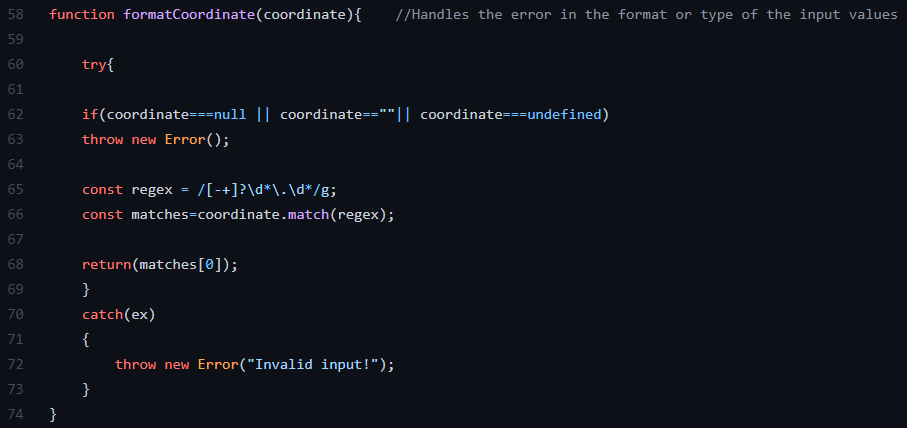 58 function formatCoordinate(coordinate){    //Handles the error in the format or type of the input values
59
60     try{
61
62     if(coordinate===null || coordinate==""|| coordinate===undefined)
63     throw new Error();
64
65     const regex = /[-+]?\d*\.\d*/g;
66     const matches=coordinate.match(regex);
67
68     return(matches[0]);
69     }
70     catch(ex)
71     {
72         throw new Error("Invalid input!");
73     }
74 }